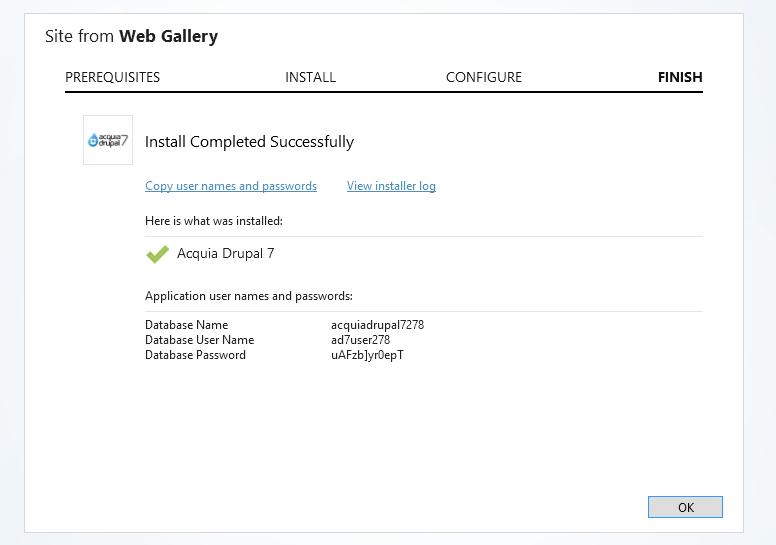 Site from Web Gallery
PREREQUISITES INSTALL CONFIGURE FINISH
acquia
drupal 7
Install Completed Successfully
Copy user names and passwords View installer log
Here is what was installed:
Acquia Drupal 7
Application user names and passwords:
Database Name acquiadrupal7278
Database User Name ad7user278
Database Password uAFzb]yr0epT
OK